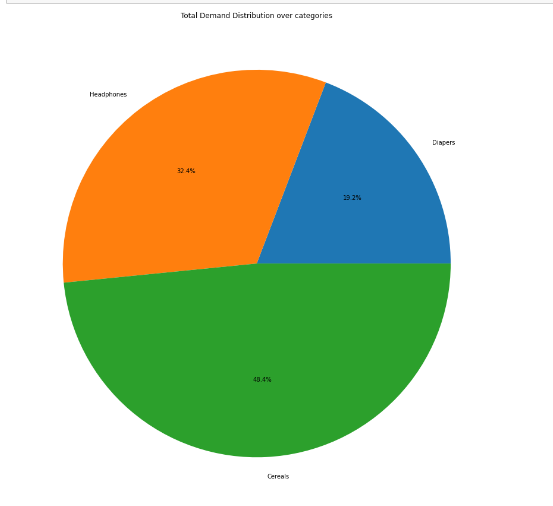 Total Demand Distribution over categories
Headphones
Diapers
32.4%
19.2%
48.4%
Cereals